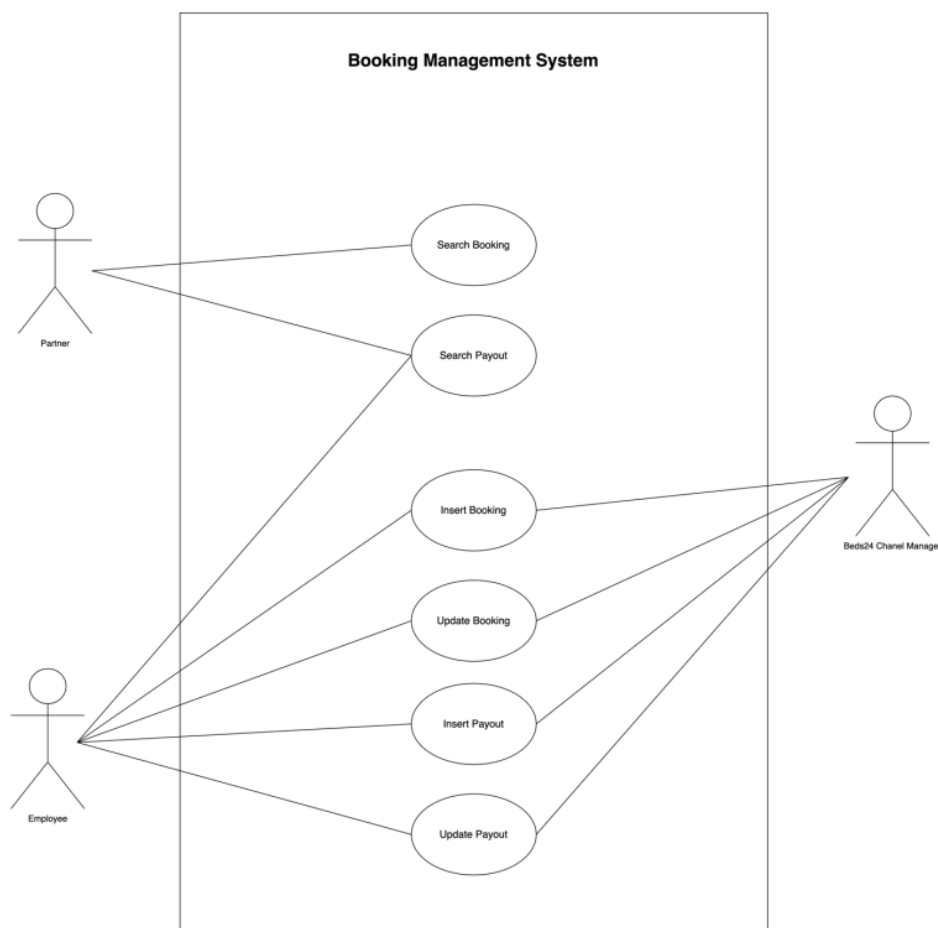 Booking Management System
Search Booking
Partner
Search Payout
Insert Booking
Beds24 Chanel Manage
Update Booking
Insert Payout
Employee
Update Payout